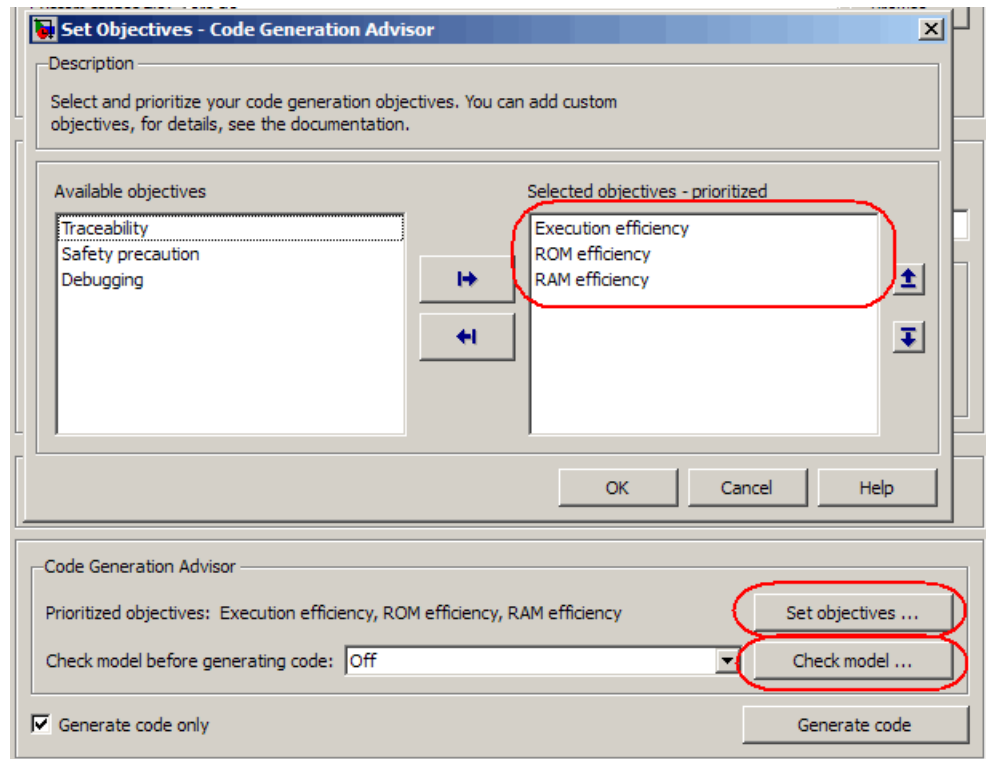 Set Objectives - Code Generation Advisor
Description
Select and prioritize your code generation objectives. You can add custom
objectives, for details, see the documentation.
Available objectives
Selected objectives - prioritized
Traceability
Safety precaution
Debugging
Execution efficiency
ROM efficiency
RAM efficiency
OK
Cancel
Help
Code Generation Advisor
Prioritized objectives: Execution efficiency, ROM efficiency, RAM efficiency
Set objectives ...
Check model before generating code:
Off
Check model ...
Generate code only
Generate code